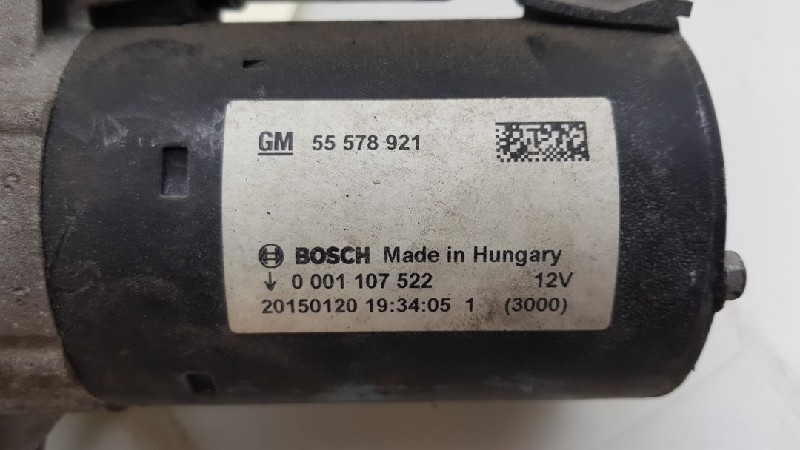 GM 55 578 921
BOSCH Made in Hungary
↓ 0 001 107 522 12V
20150120 19:34:05 1 (3000)